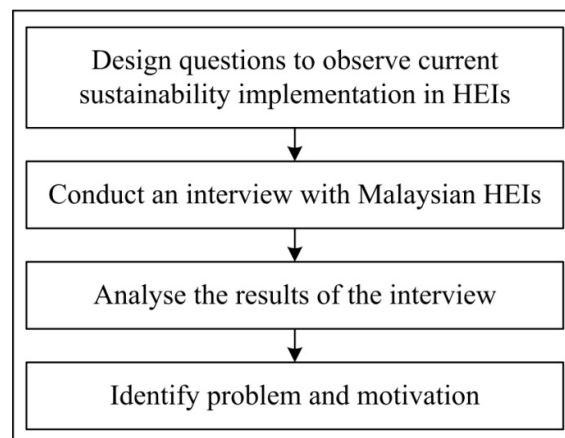 Design questions to observe current
sustainability implementation in HEIs
Conduct an interview with Malaysian HEIs
Analyse the results of the interview
Identify problem and motivation